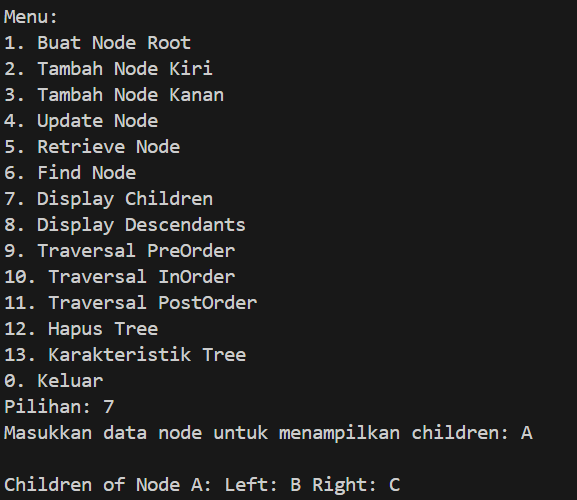 Menu:
1. Buat Node Root
2. Tambah Node Kiri
3. Tambah Node Kanan
4. Update Node
5. Retrieve Node
6. Find Node
7. Display Children
8. Display Descendants
9. Traversal PreOrder
10. Traversal InOrder
11. Traversal PostOrder
12. Hapus Tree
13. Karakteristik Tree
0. Keluar
Pilihan: 7
Masukkan data node untuk menampilkan children: A
Children of Node A: Left: B Right: C